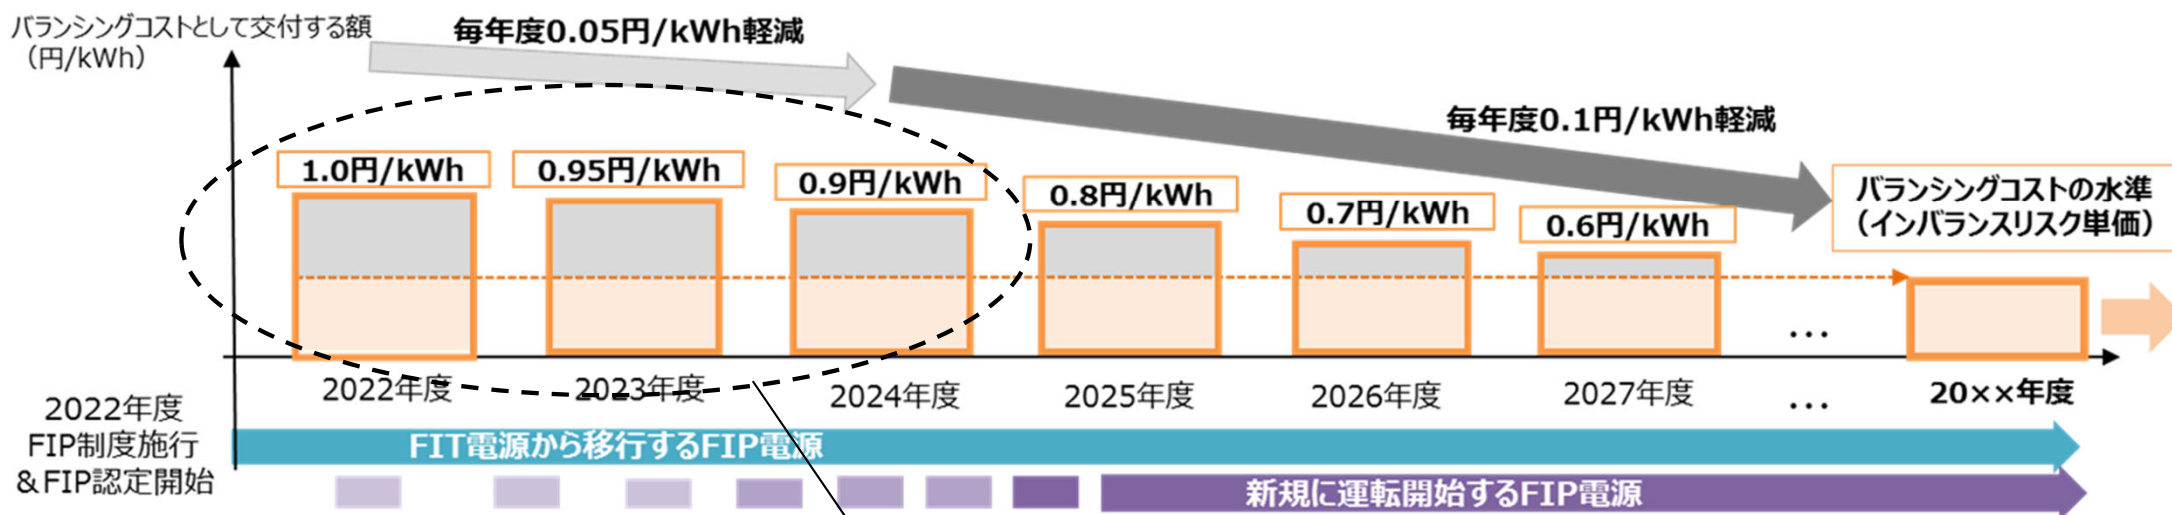 バランシングコストとして交付する額
（円/kWh）
毎年度0.05円/kWh軽減
毎年度0.1円/kWh軽減
1.0円/kWh
0.95円/kWh
0.9円/kWh
0.8円/kWh
0.7円/kWh
0.6円/kWh
バランシングコストの水準
（インバランスリスク単価）
…
2022年度
2023年度
2024年度
2025年度
2026年度
2027年度
…
20××年度
2022年度
FIP制度施行
＆FIP認定開始
FIT電源から移行するFIP電源
新規に運転開始するFIP電源